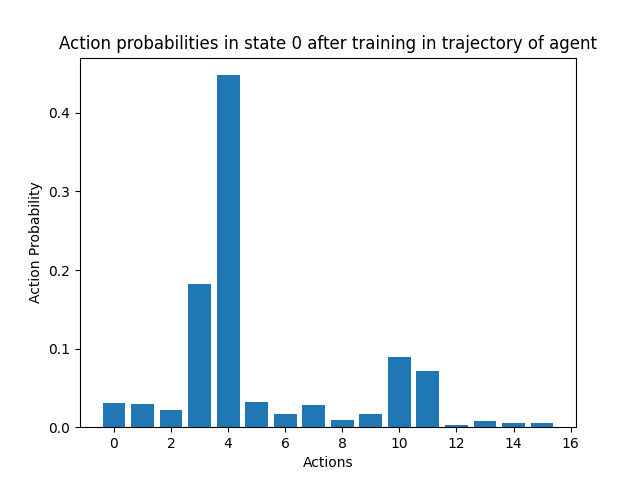 Action probabilities in state 0 after training in trajectory of agent
Action Probability
0.4
0.3
0.2
0.1
0.0
0 2 4 6 8 10 12 14 16
Actions